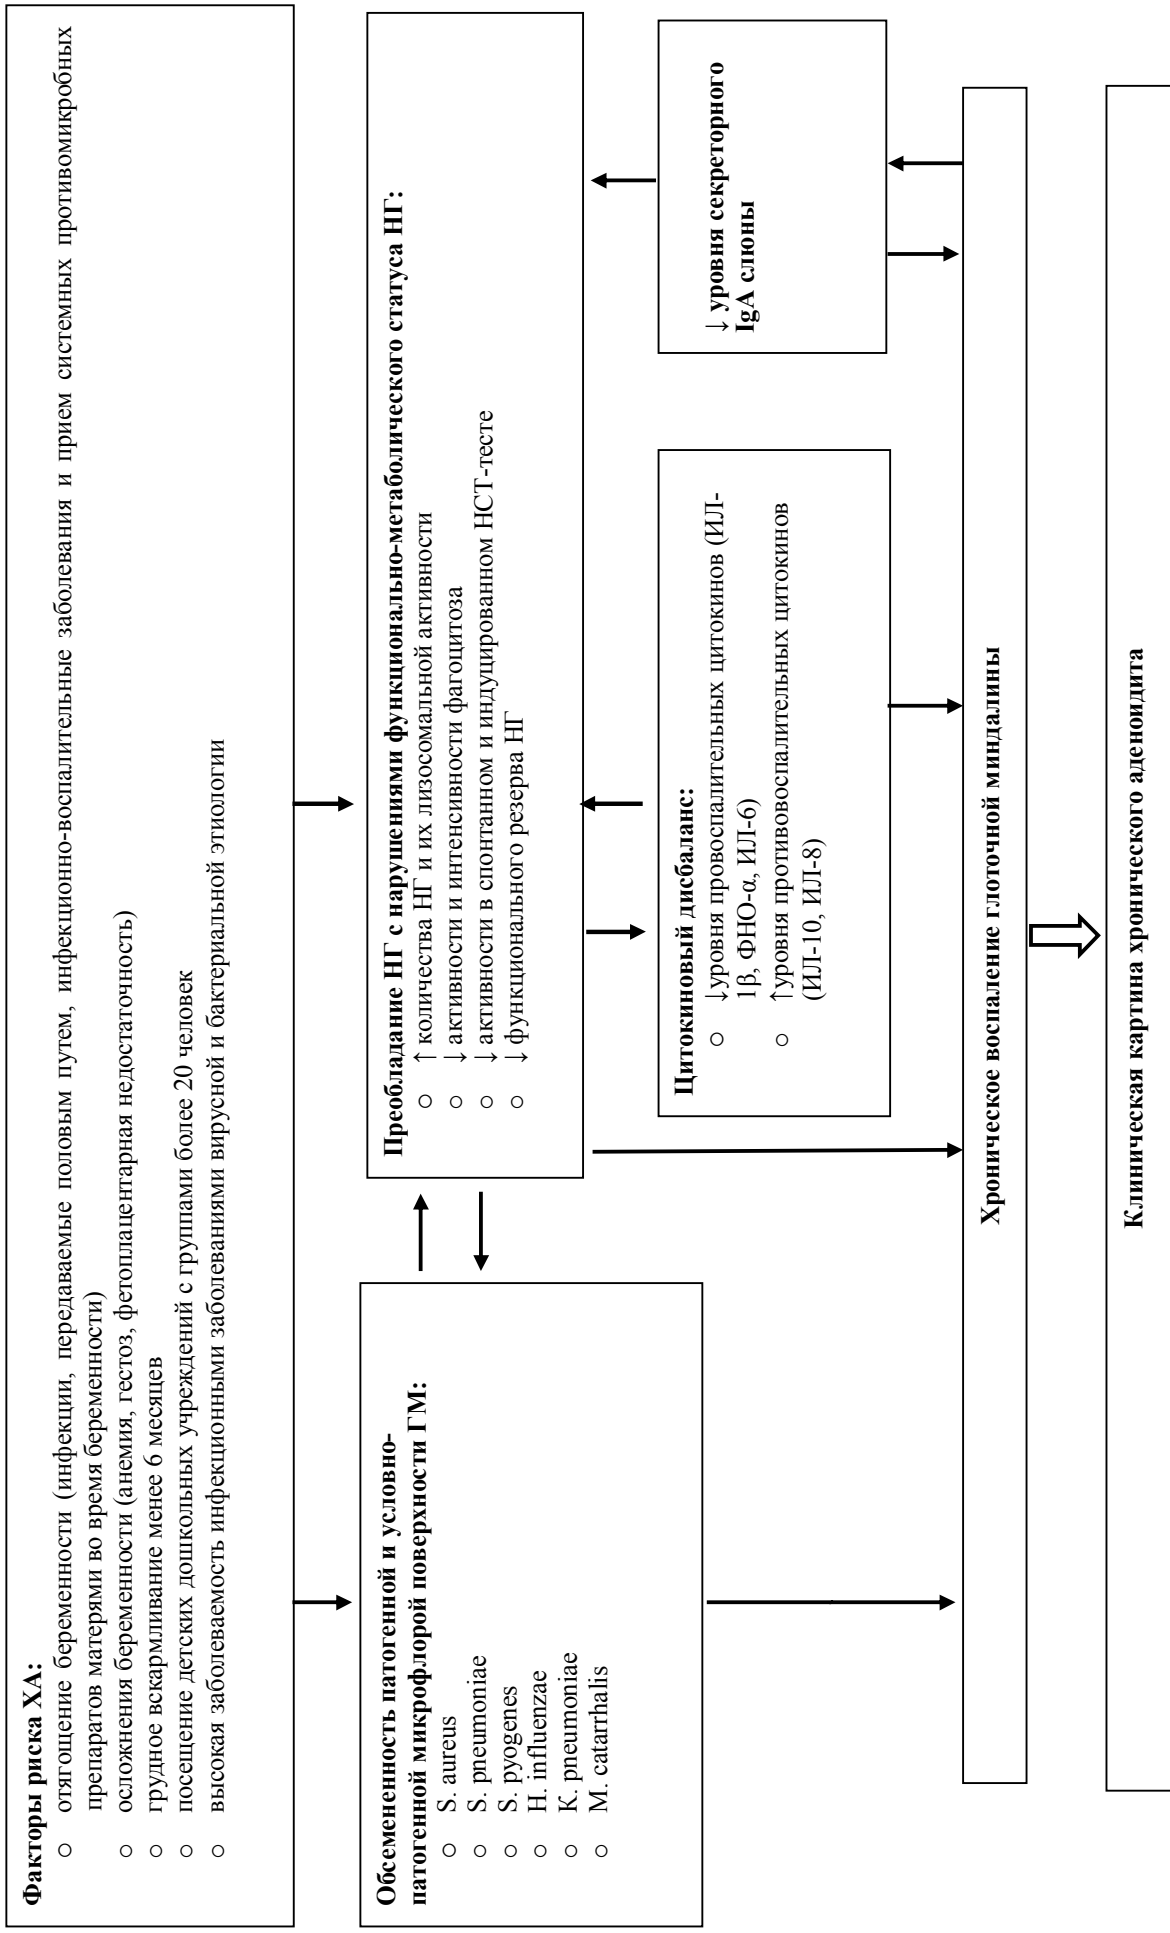 Факторы риска ХА:
○ отягощение беременности (инфекции, передаваемые половым путем, инфекционно-воспалительные заболевания и прием системных противомикробных
препаратов матерями во время беременности)
○ осложнения беременности (анемия, гестоз, фетоплацентарная недостаточность)
○ грудное вскармливание менее 6 месяцев
○ посещение детских дошкольных учреждений с группами более 20 человек
○ высокая заболеваемость инфекционными заболеваниями вирусной и бактериальной этиологии
Обсемененность патогенной и условно-
патогенной микрофлорой поверхности ГМ:
○ S. aureus
○ S. pneumoniae
○ S. pyogenes
○ H. influenzae
○ K. pneumoniae
○ M. catarrhalis
Преобладание НГ с нарушениями функционально-метаболического статуса НГ:
○ ↑ количества НГ и их лизосомальной активности
○ ↓ активности и интенсивности фагоцитоза
○ ↓ активности в спонтанном и индуцированном НСТ-тесте
○ ↓ функционального резерва НГ
Цитокиновый дисбаланс:
○ ↓уровня провоспалительных цитокинов (ИЛ-
1β, ФНО-α, ИЛ-6)
○ ↑уровня противовоспалительных цитокинов
(ИЛ-10, ИЛ-8)
↓ уровня секреторного
IgA слюны
Хроническое воспаление глоточной миндалины
Клиническая картина хронического аденоидита